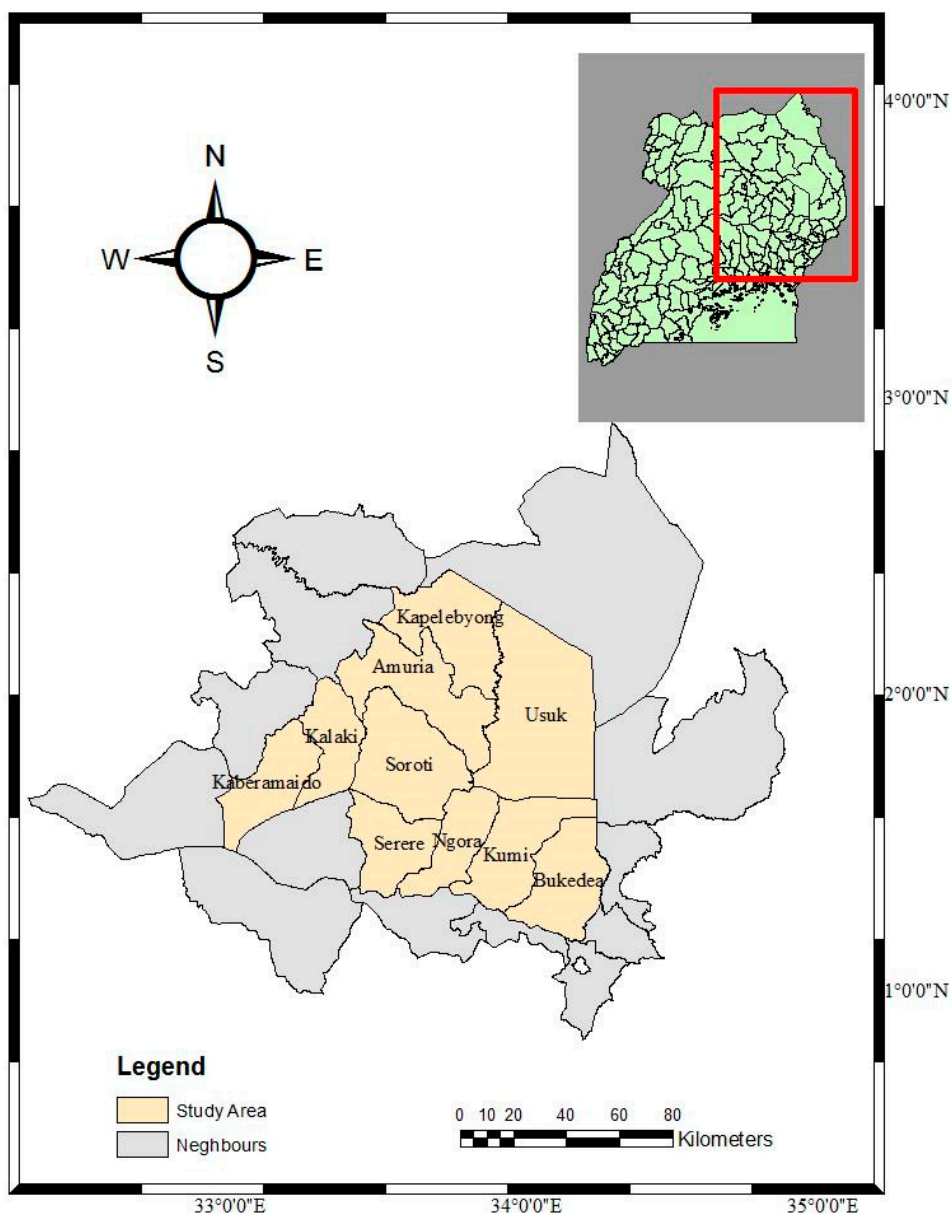 N
W E
S
4°0'0"N
3°0'0"N
2°0'0"N
1°0'0"N
Kapelebyong
Amuria
Usuk
Kalaki
Soroti
Kaberamaido
Serere
Ngora
Kumi
Bukedea
Legend
Study Area
Neghbours
0 10 20 40 60 80
Kilometers
33°0'0"E 34°0'0"E 35°0'0"E